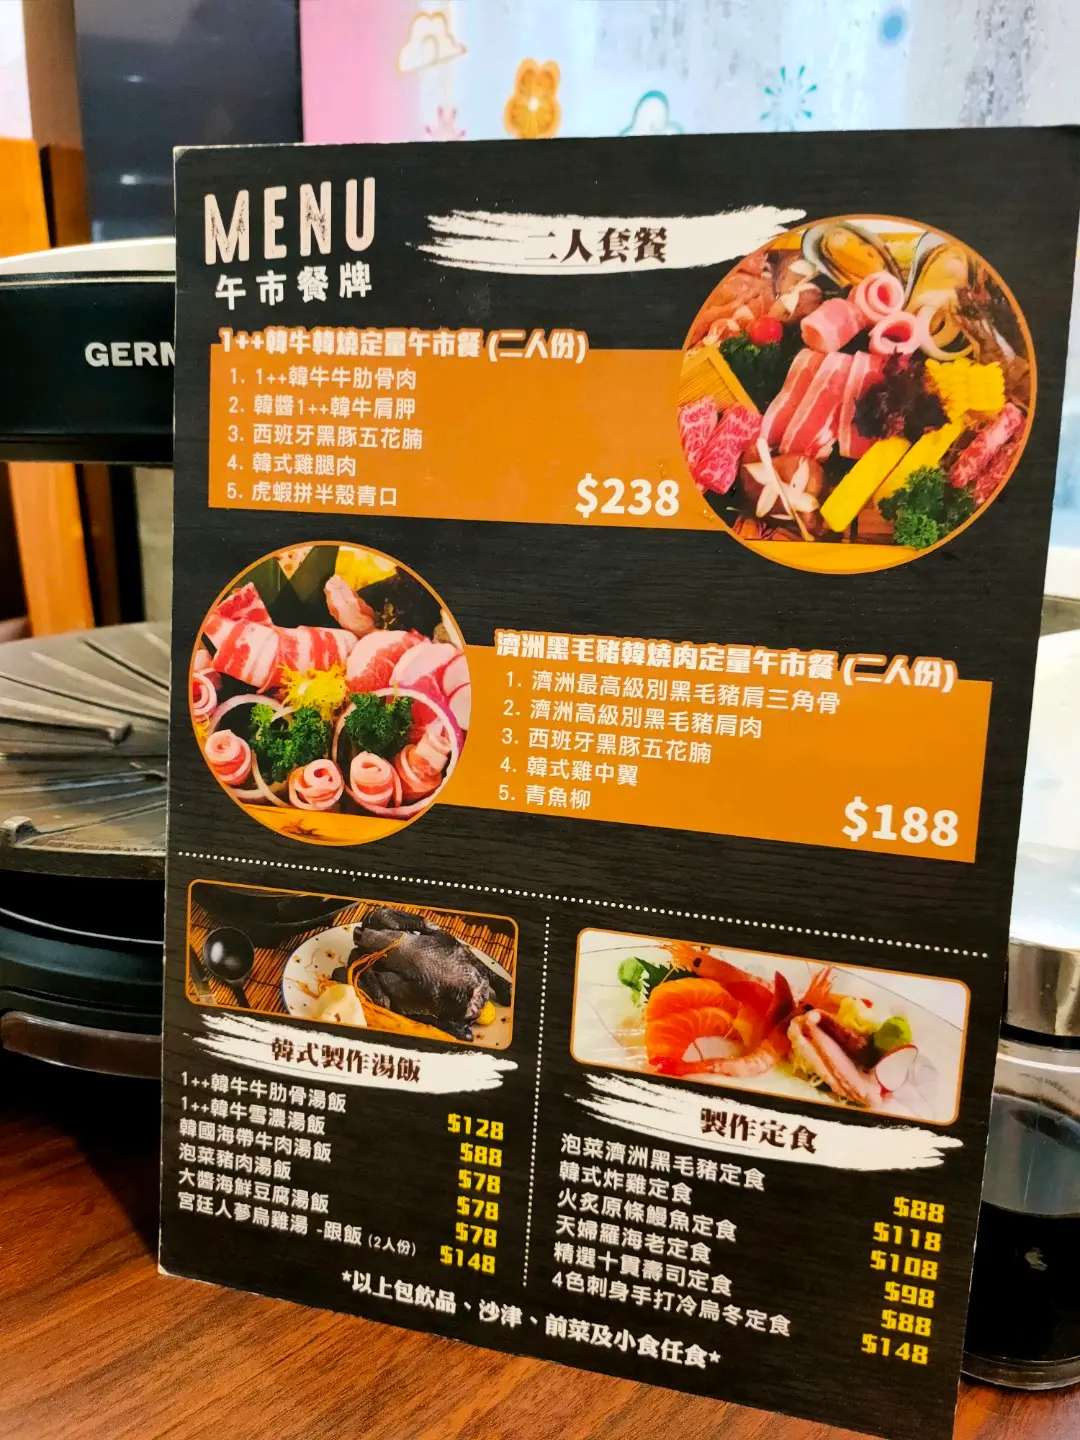 GERM
MENU
午市餐牌
二人套餐
1++韓牛韓燒定量午市餐 (二人份)
1. 1++韓牛牛肋骨肉
2. 韓醬1++韓牛肩胛
3. 西班牙黑豚五花腩
4. 韓式雞腿肉
5. 虎蝦拼半殼青口
$238
濟洲黑毛豬韓燒肉定量午市餐 (二人份)
1. 濟洲最高級別黑毛豬肩三角骨
2. 濟洲高級別黑毛豬肩肉
3. 西班牙黑豚五花腩
4. 韓式雞中翼
5. 青魚柳
$188
韓式製作湯飯
1++韓牛牛肋骨湯飯 $128
1++韓牛雪濃湯飯 $88
韓國海帶牛肉湯飯 $78
泡菜豬肉湯飯 $78
大醬海鮮豆腐湯飯 $78
宮廷人蔘烏雞湯 -跟飯 (2人份) $148
製作定食
泡菜濟洲黑毛豬定食 $88
韓式炸雞定食 $118
火炙原條鰻魚定食 $108
天婦羅海老定食 $98
精選十貫壽司定食 $88
4色刺身手打冷烏冬定食 $148
*以上包飲品、沙津、前菜及小食任食*